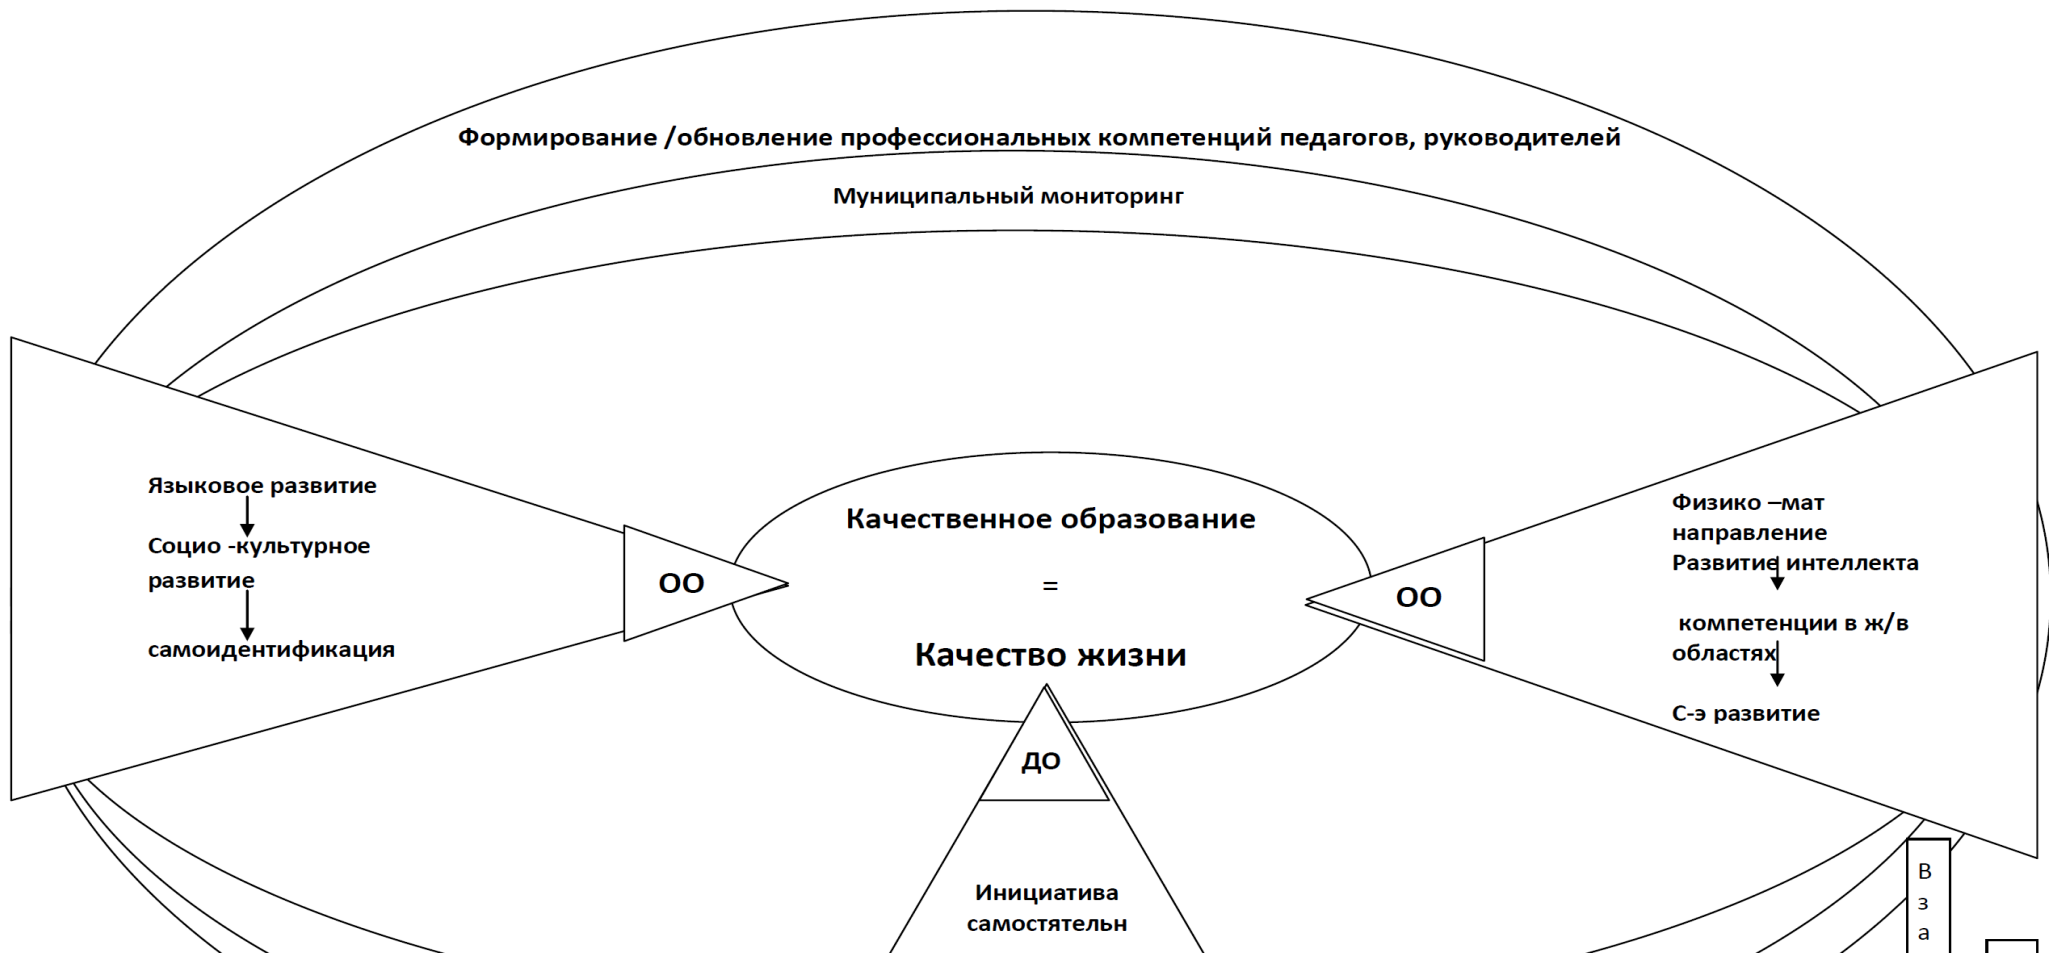 Формирование /обновление профессиональных компетенций педагогов, руководителей
Муниципальный мониторинг
Языковое развитие
Социо -культурное
развитие
самоидентификация
ОО
Качественное образование
=
Качество жизни
ОО
Физико –мат
направление
Развитие интеллекта
компетенции в ж/в
областях
С-э развитие
ДО
Инициатива
самостятельн
В
з
а